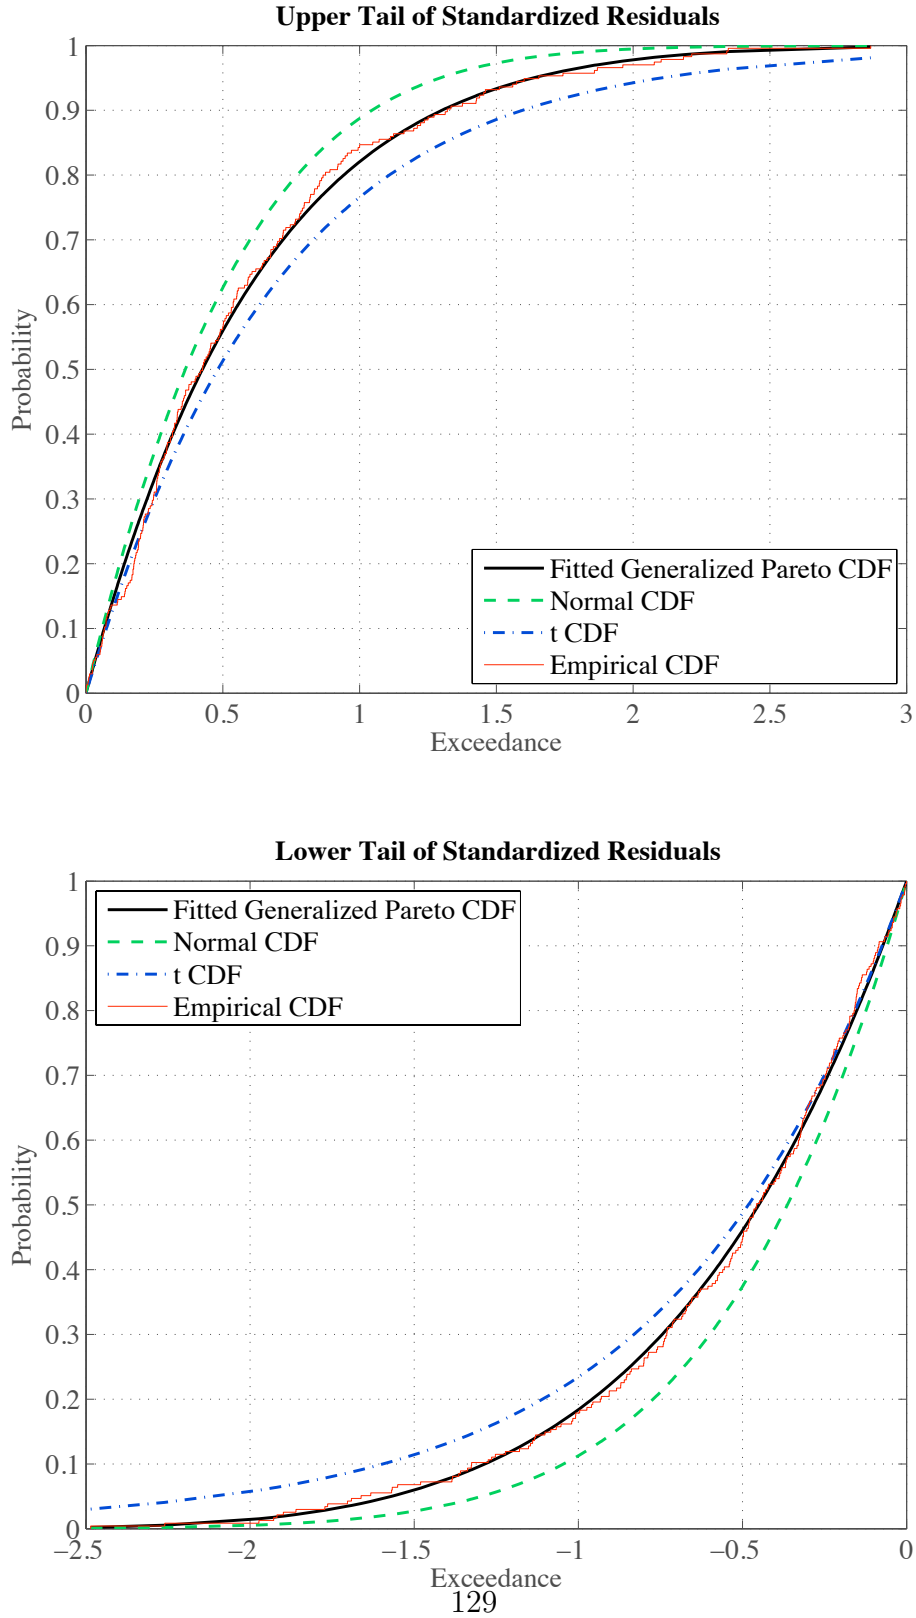 Upper Tail of Standardized Residuals
1
0.9
0.8
0.7
0.6
0.5
0.4
0.3
0.2
0.1
0
Probability
Fitted Generalized Pareto CDF
Normal CDF
t CDF
Empirical CDF
0 0.5 1 1.5 2 2.5 3
Exceedance
Lower Tail of Standardized Residuals
1
0.9
0.8
0.7
0.6
0.5
0.4
0.3
0.2
0.1
0
Probability
Fitted Generalized Pareto CDF
Normal CDF
t CDF
Empirical CDF
−2.5 −2 −1.5 −1 −0.5 0
Exceedance
129